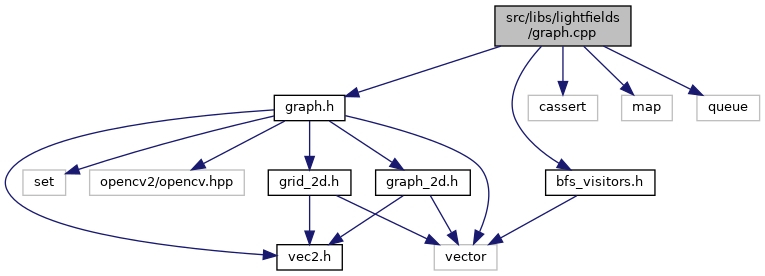 src/libs/lightfields
/graph.cpp
graph.h
cassert
map
queue
set
opencv2/opencv.hpp
grid_2d.h
graph_2d.h
bfs_visitors.h
vec2.h
vector